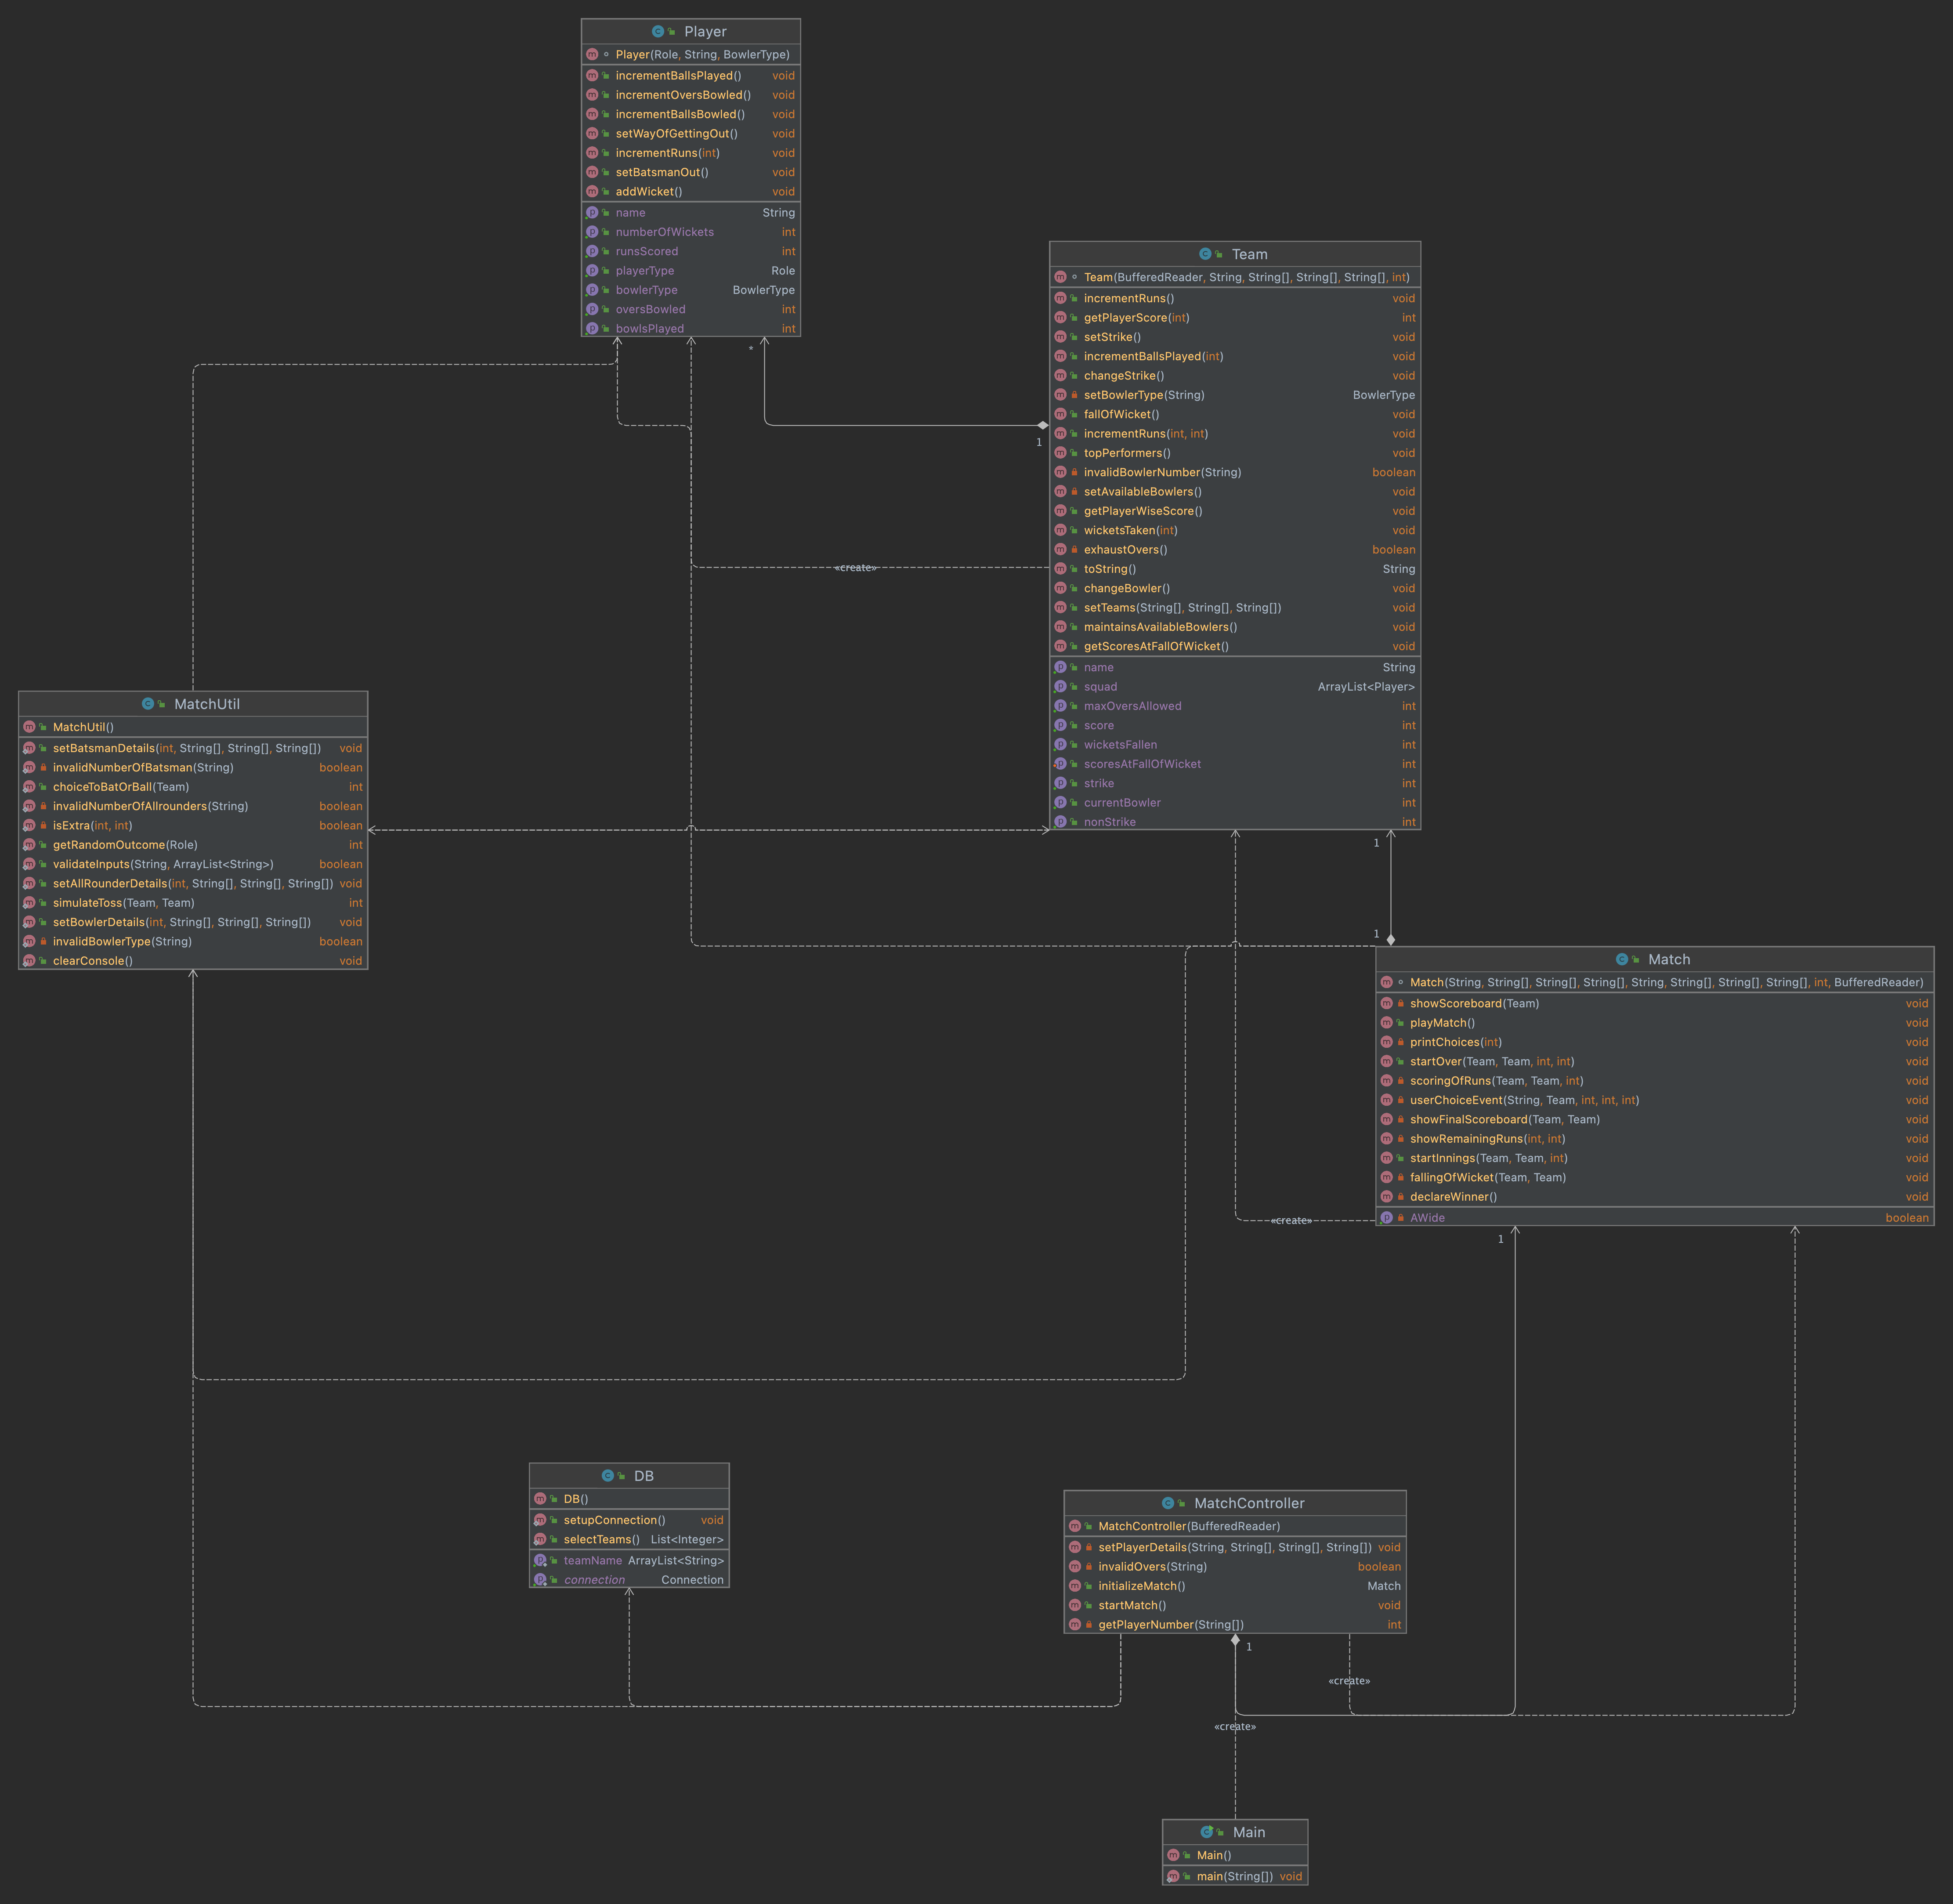 Player
Player(Role, String, BowlerType)
incrementBallsPlayed() void
incrementOversBowled() void
incrementBallsBowled() void
setWayOfGettingOut() void
incrementRuns(int) void
setBatsmanOut() void
addWicket() void
name String
numberOfWickets int
runsScored int
playerType Role
bowlerType BowlerType
oversBowled int
bowlsPlayed int
*
1
Team
Team(BufferedReader, String, String[], String[], String[], int)
incrementRuns() void
getPlayerScore(int) int
setStrike() void
incrementBallsPlayed(int) void
changeStrike() void
setBowlerType(String) BowlerType
fallOfWicket() void
incrementRuns(int, int) void
topPerformers() void
invalidBowlerNumber(String) boolean
setAvailableBowlers() void
getPlayerWiseScore() void
wicketsTaken(int) void
exhaustOvers() boolean
toString() String
changeBowler() void
setTeams(String[], String[], String[]) void
maintainsAvailableBowlers() void
getScoresAtFallOfWicket() void
name String
squad ArrayList<Player>
maxOversAllowed int
score int
wicketsFallen int
scoresAtFallOfWicket int
strike int
currentBowler int
nonStrike int
«create»
MatchUtil
MatchUtil()
setBatsmanDetails(int, String[], String[], String[]) void
invalidNumberOfBatsman(String) boolean
choiceToBatOrBall(Team) int
invalidNumberOfAllrounders(String) boolean
isExtra(int, int) boolean
getRandomOutcome(Role) int
validateInputs(String, ArrayList<String>) boolean
setAllRounderDetails(int, String[], String[], String[]) void
simulateToss(Team, Team) int
setBowlerDetails(int, String[], String[], String[]) void
invalidBowlerType(String) boolean
clearConsole() void
1
1
Match
Match(String, String[], String[], String[], String, String[], String[], String[], int, BufferedReader)
showScoreboard(Team) void
playMatch() void
printChoices(int) void
startOver(Team, Team, int, int) void
scoringOfRuns(Team, Team, int) void
userChoiceEvent(String, Team, int, int, int) void
showFinalScoreboard(Team, Team) void
showRemainingRuns(int, int) void
startInnings(Team, Team, int) void
fallingOfWicket(Team, Team) void
declareWinner() void
AWide boolean
«create»
1
DB
DB()
setupConnection() void
selectTeams() List<Integer>
teamName ArrayList<String>
connection Connection
MatchController
MatchController(BufferedReader)
setPlayerDetails(String, String[], String[], String[]) void
invalidOvers(String) boolean
initializeMatch() Match
startMatch() void
getPlayerNumber(String[]) int
1
«create»
«create»
Main
Main()
main(String[]) void